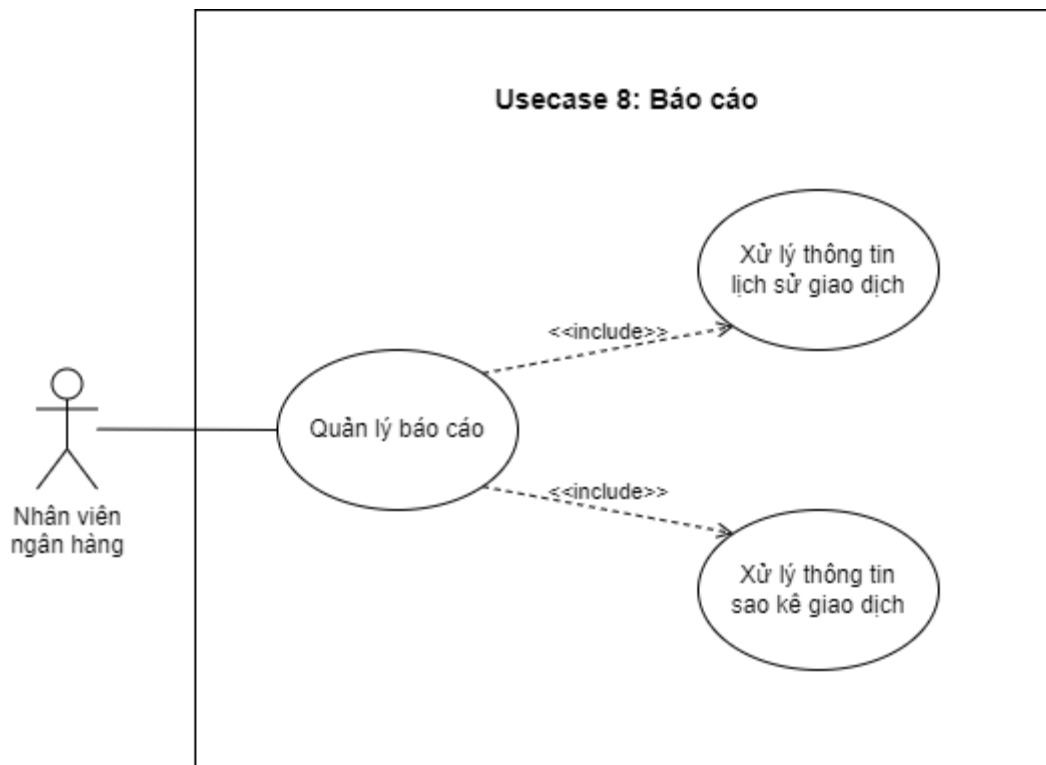 Usecase 8: Báo cáo
Xử lý thông tin
lịch sử giao dịch
<<include>>
Quản lý báo cáo
<<include>>
Nhân viên
ngân hàng
Xử lý thông tin
sao kê giao dịch